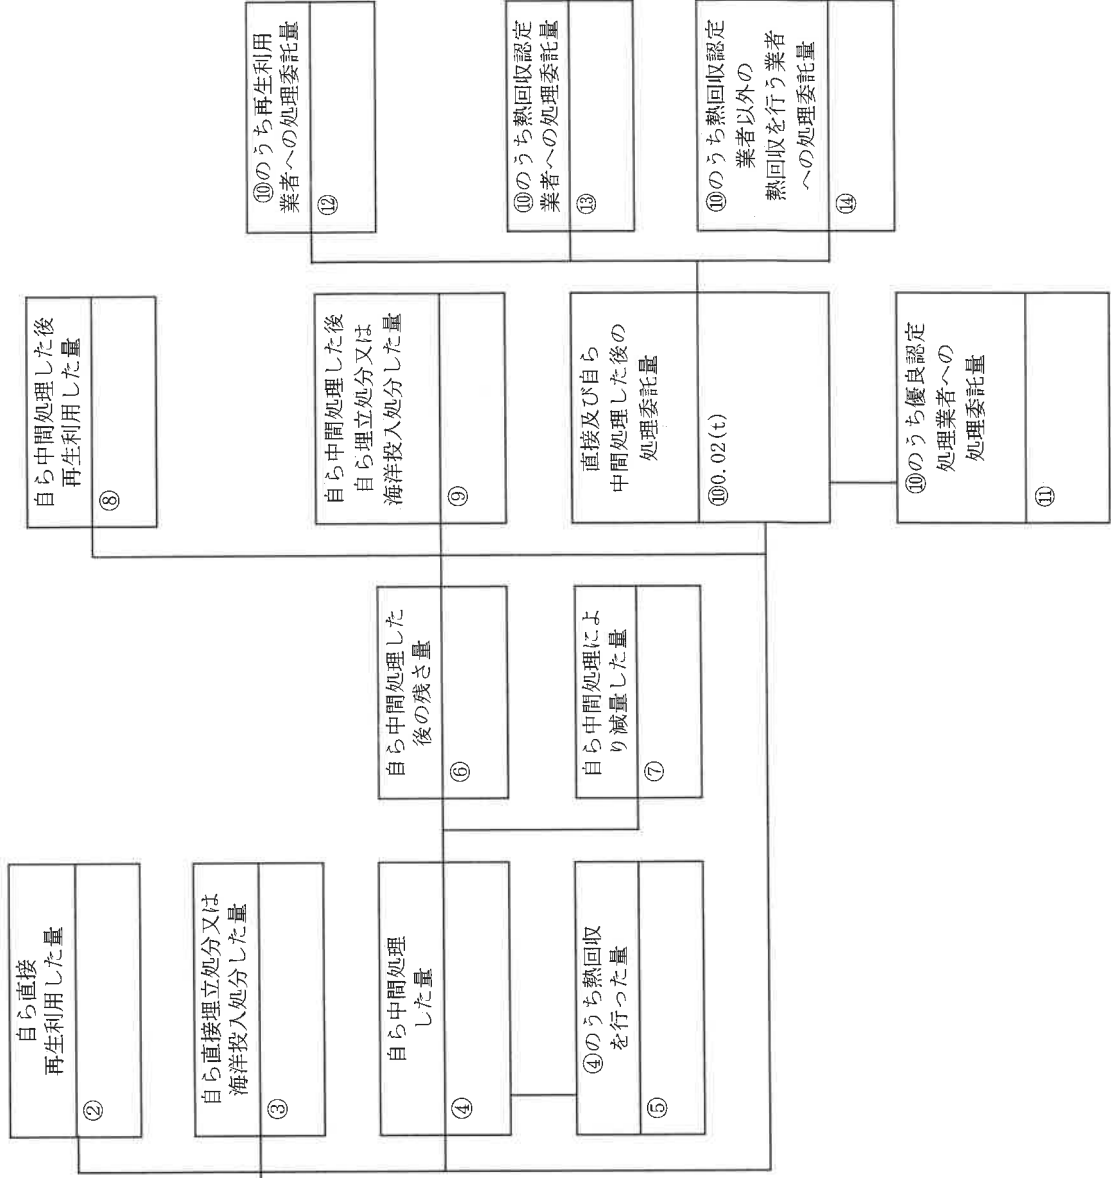 自ら直接
再生利用した量
②
自ら直接埋立処分又は
海洋投入処分した量
③
自ら中間処理
した量
④
④のうち熱回収
を行った量
⑤
自ら中間処理した
後の残さ量
⑥
自ら中間処理によ
り減量した量
⑦
自ら中間処理した後
再生利用した量
⑧
自ら中間処理した後
自ら埋立処分又は
海洋投入処分した量
⑨
直接及び自ら
中間処理した後の
処理委託量
⑩0.02(t)
⑩のうち優良認定
処理業者への
処理委託量
⑪
⑩のうち再生利用
業者への処理委託量
⑫
⑩のうち熱回収認定
業者への処理委託量
⑬
⑩のうち熱回収認定
業者以外の
熱回収を行う業者
への処理委託量
⑭